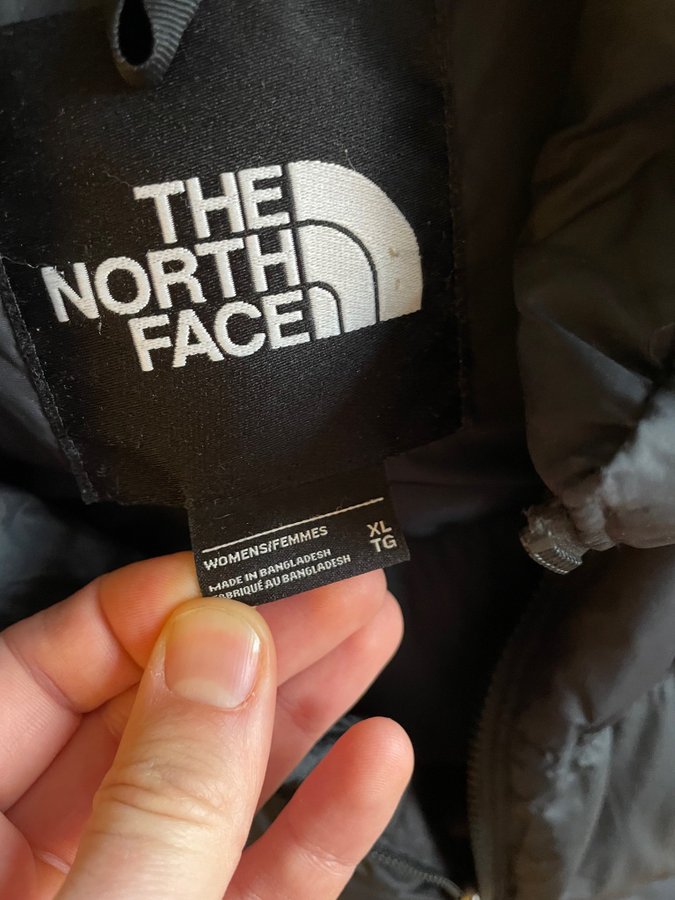 THE
NORTH
FACE
WOMENS/FEMMES
XL
TG
MADE IN BANGLADESH
FABRIQUÉ AU BANGLADESH